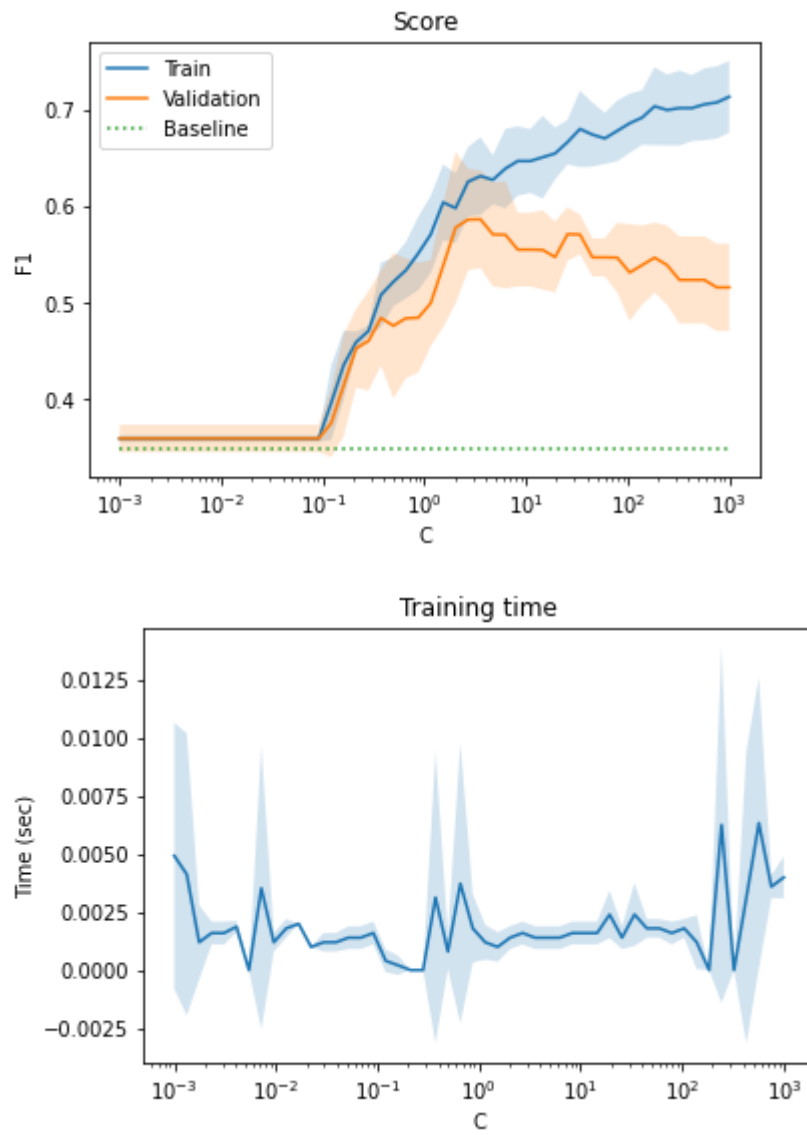 Score
Train
Validation
Baseline
0.7
0.6
0.5
0.4
F1
10⁻³ 10⁻² 10⁻¹ 10⁰ 10¹ 10² 10³
C
Training time
0.0125
0.0100
0.0075
0.0050
0.0025
0.0000
−0.0025
Time (sec)
10⁻³ 10⁻² 10⁻¹ 10⁰ 10¹ 10² 10³
C